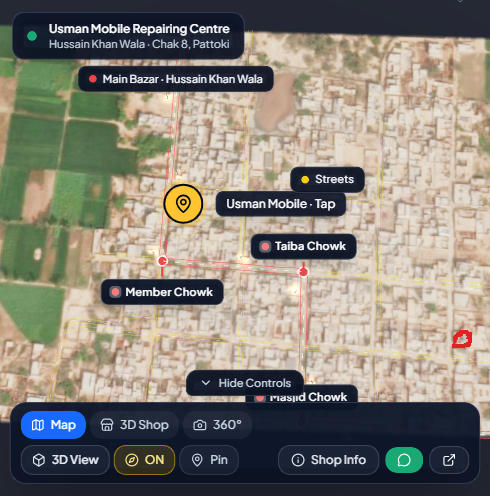 Usman Mobile Repairing Centre
Hussain Khan Wala · Chak 8, Pattoki
Main Bazar · Hussain Khan Wala
Streets
Usman Mobile · Tap
Taiba Chowk
Member Chowk
Hide Controls
Masjid Chowk
Map
3D Shop
360°
3D View
ON
Pin
Shop Info